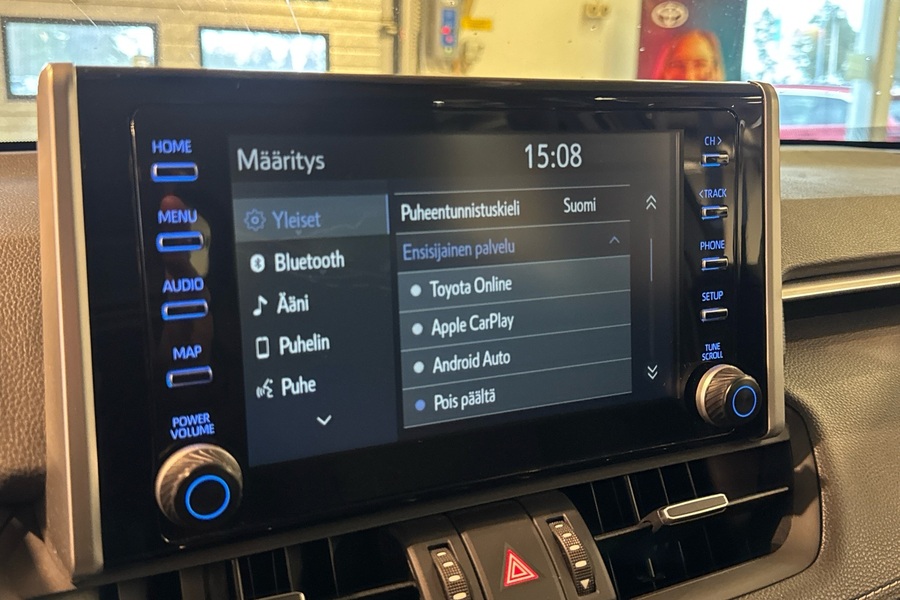 HOME
MENU
AUDIO
MAP
POWER
VOLUME
Määritys 15:08
Yleiset
Bluetooth
Ääni
Puhelin
Puhe
Puheentunnistuskieli Suomi
Ensisijainen palvelu
Toyota Online
Apple CarPlay
Android Auto
Pois päältä
CH >
< TRACK
PHONE
SETUP
TUNE
SCROLL